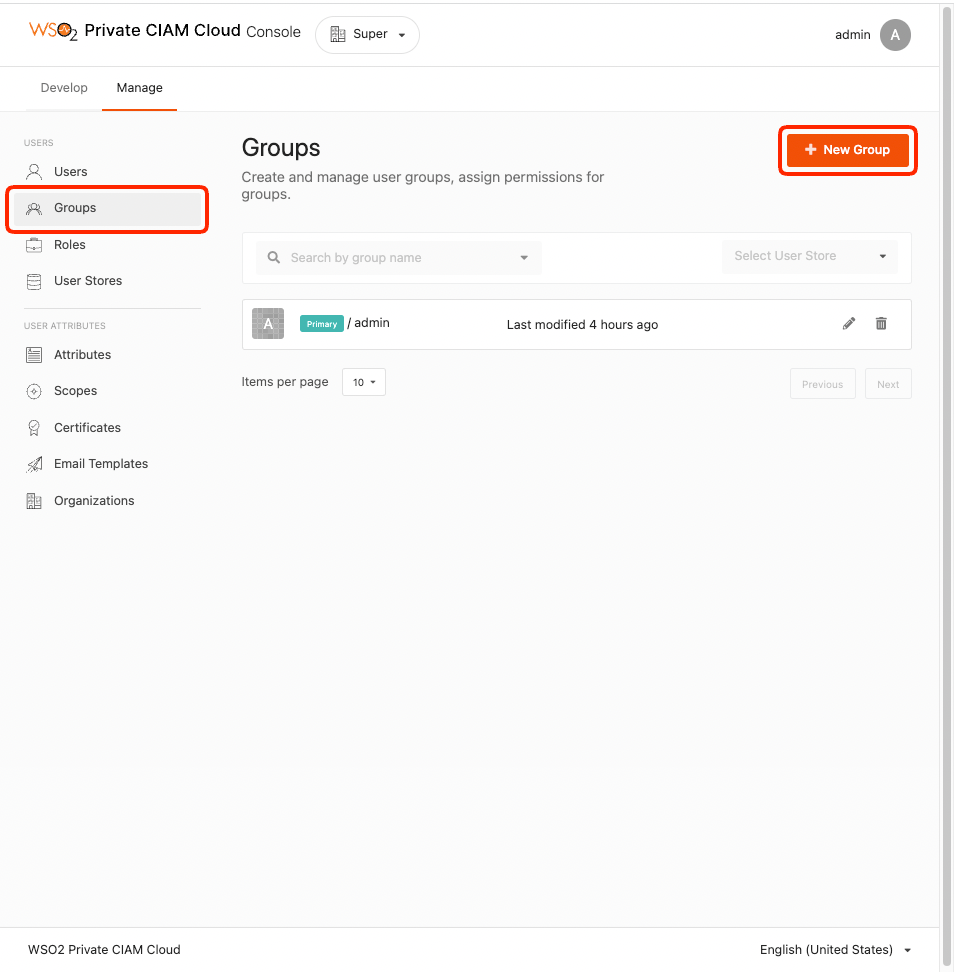 WSO2 Private CIAM Cloud Console
Super
admin
A
Develop
Manage
USERS
Users
Groups
Roles
User Stores
USER ATTRIBUTES
Attributes
Scopes
Certificates
Email Templates
Organizations
Groups
Create and manage user groups, assign permissions for
groups.
New Group
Search by group name
Select User Store
A
Primary / admin
Last modified 4 hours ago
Items per page
10
Previous
Next
WSO2 Private CIAM Cloud
English (United States)